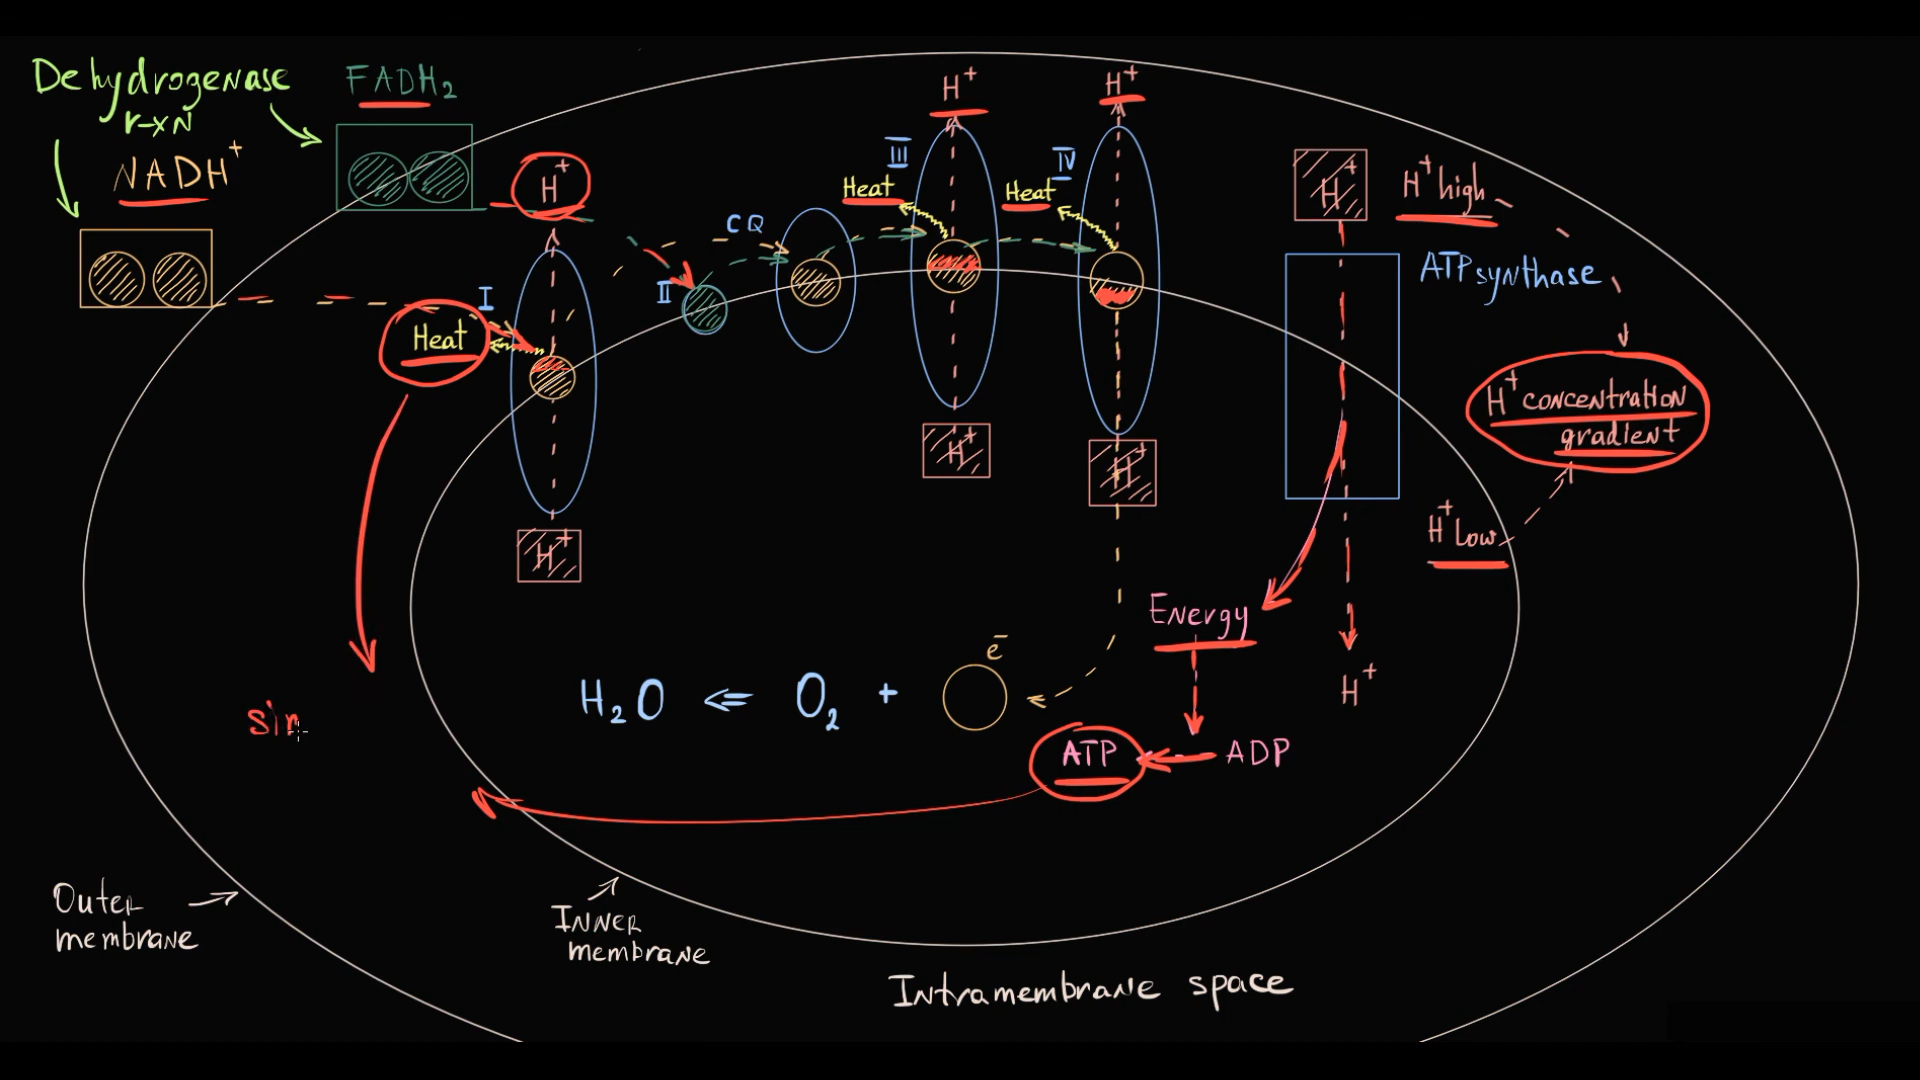 Dehydrogenase
r-xn
FADH2
NADH+
H+
H+
H+
I
II
CQ
III
IV
Heat
Heat
Heat
H+
H+ high
ATP synthase
H+ concentration
gradient
H+
H+
H+
H+ Low
Energy
e-
H2O ⇐ O2 +
H+
ATP
ADP
Sin
Outer
membrane
Inner
membrane
Intramembrane space